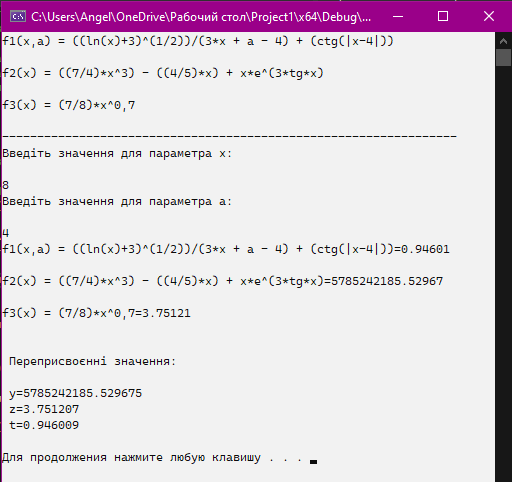 C:\Users\Angel\OneDrive\Рабочий стол\Project1\x64\Debug\...
f1(x,a) = ((ln(x)+3)^(1/2))/(3*x + a − 4) + (ctg(|x−4|))
f2(x) = ((7/4)*x^3) − ((4/5)*x) + x*e^(3*tg*x)
f3(x) = (7/8)*x^0,7
−−−−−−−−−−−−−−−−−−−−−−−−−−−−−−−−−−−−−−−−−−−−−−−−−−−−−−−−−−−−−−−−−
Введіть значення для параметра x:
8
Введіть значення для параметра a:
4
f1(x,a) = ((ln(x)+3)^(1/2))/(3*x + a − 4) + (ctg(|x−4|))=0.94601
f2(x) = ((7/4)*x^3) − ((4/5)*x) + x*e^(3*tg*x)=5785242185.52967
f3(x) = (7/8)*x^0,7=3.75121
Переприсвоєнні значення:
y=5785242185.529675
z=3.751207
t=0.946009
Для продолжения нажмите любую клавишу . . .